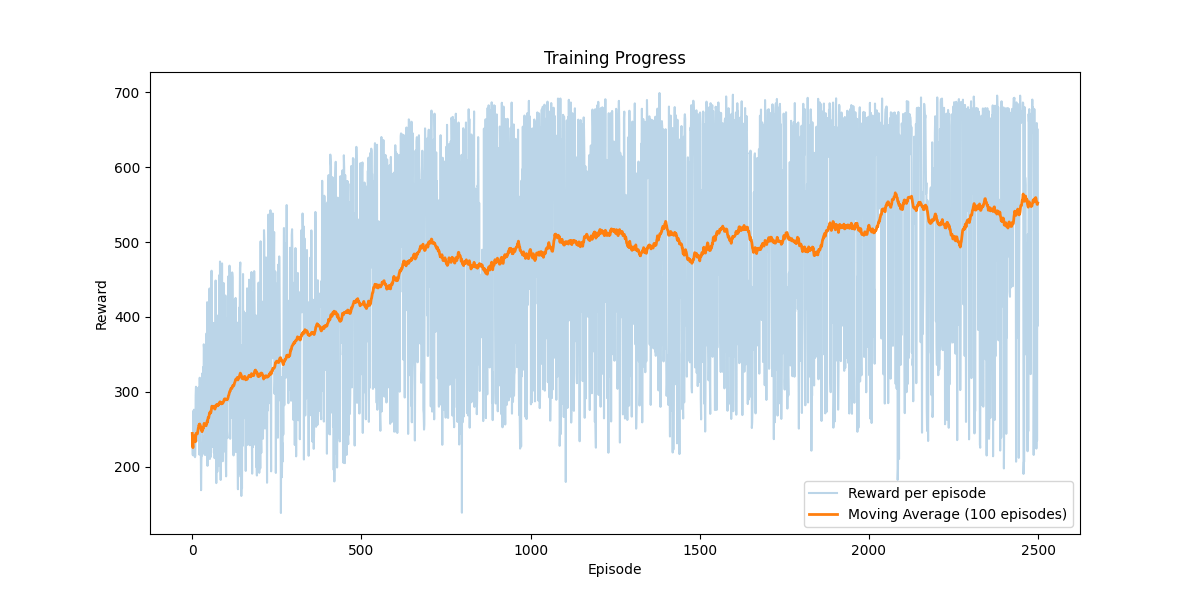 Training Progress
Reward
700
600
500
400
300
200
0
500
1000
1500
2000
2500
Episode
Reward per episode
Moving Average (100 episodes)